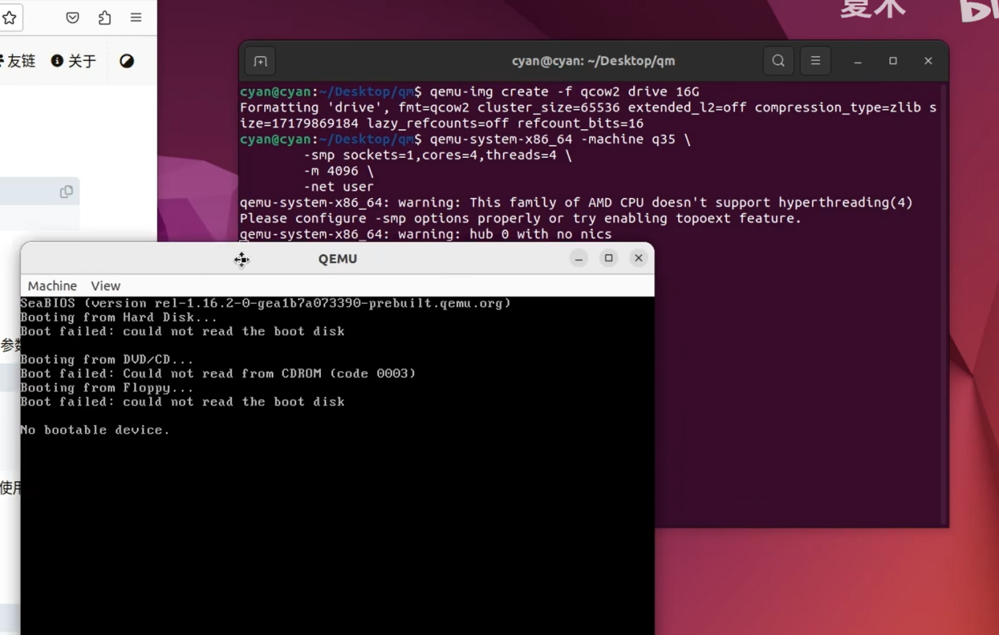 夏术
友链 关于
cyan@cyan: ~/Desktop/qm
cyan@cyan:~/Desktop/qm$ qemu-img create -f qcow2 drive 16G
Formatting 'drive', fmt=qcow2 cluster_size=65536 extended_l2=off compression_type=zlib s
ize=17179869184 lazy_refcounts=off refcount_bits=16
cyan@cyan:~/Desktop/qm$ qemu-system-x86_64 -machine q35 \
-smp sockets=1,cores=4,threads=4 \
-m 4096 \
-net user
qemu-system-x86_64: warning: This family of AMD CPU doesn't support hyperthreading(4)
Please configure -smp options properly or try enabling topoext feature.
qemu-system-x86_64: warning: hub 0 with no nics
QEMU
Machine View
SeaBIOS (version rel-1.16.2-0-gea1b7a073390-prebuilt.qemu.org)
Booting from Hard Disk...
Boot failed: could not read the boot disk
Booting from DVD/CD...
Boot failed: Could not read from CDROM (code 0003)
Booting from Floppy...
Boot failed: could not read the boot disk
No bootable device.
参数
使用